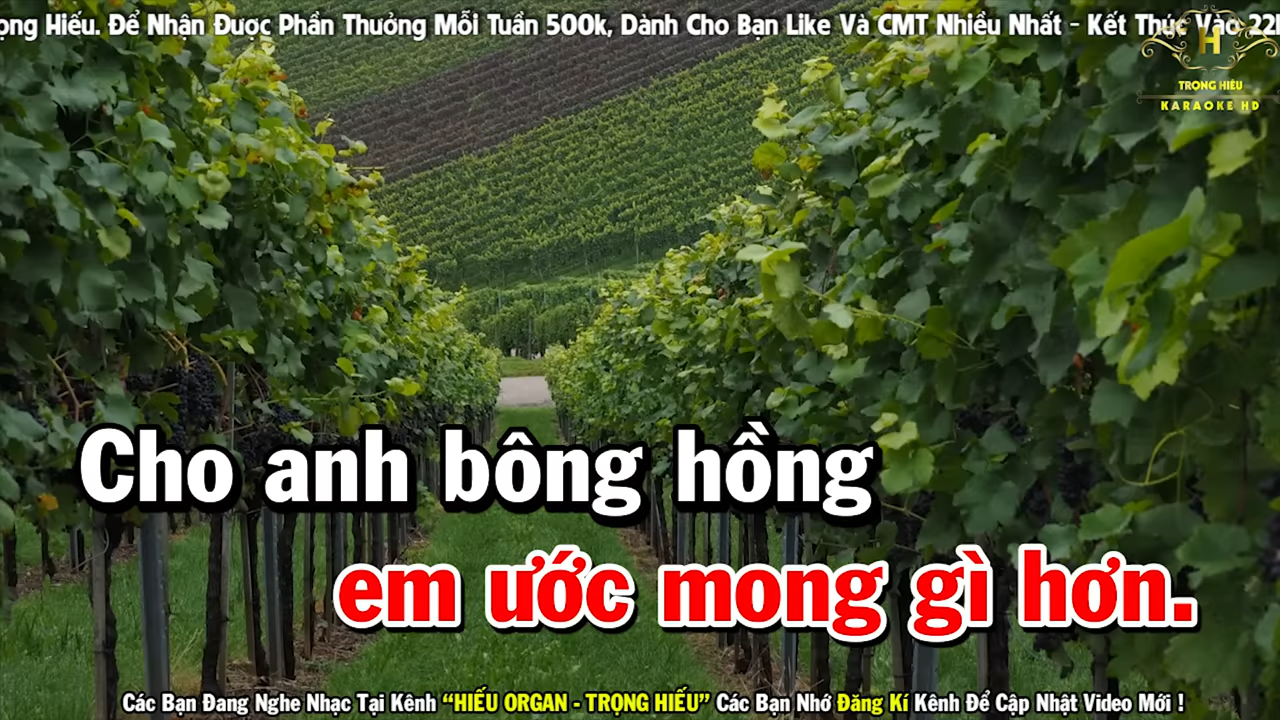 ọng Hiếu. Để Nhận Được Phần Thưởng Mỗi Tuần 500k, Dành Cho Bạn Like Và CMT Nhiều Nhất - Kết Thúc Vào 22
H
TRỌNG HIẾU
KARAOKE HD
Cho anh bông hồng
em ước mong gì hơn.
Các Bạn Đang Nghe Nhạc Tại Kênh “HIẾU ORGAN - TRỌNG HIẾU” Các Bạn Nhớ Đăng Kí Kênh Để Cập Nhật Video Mới !